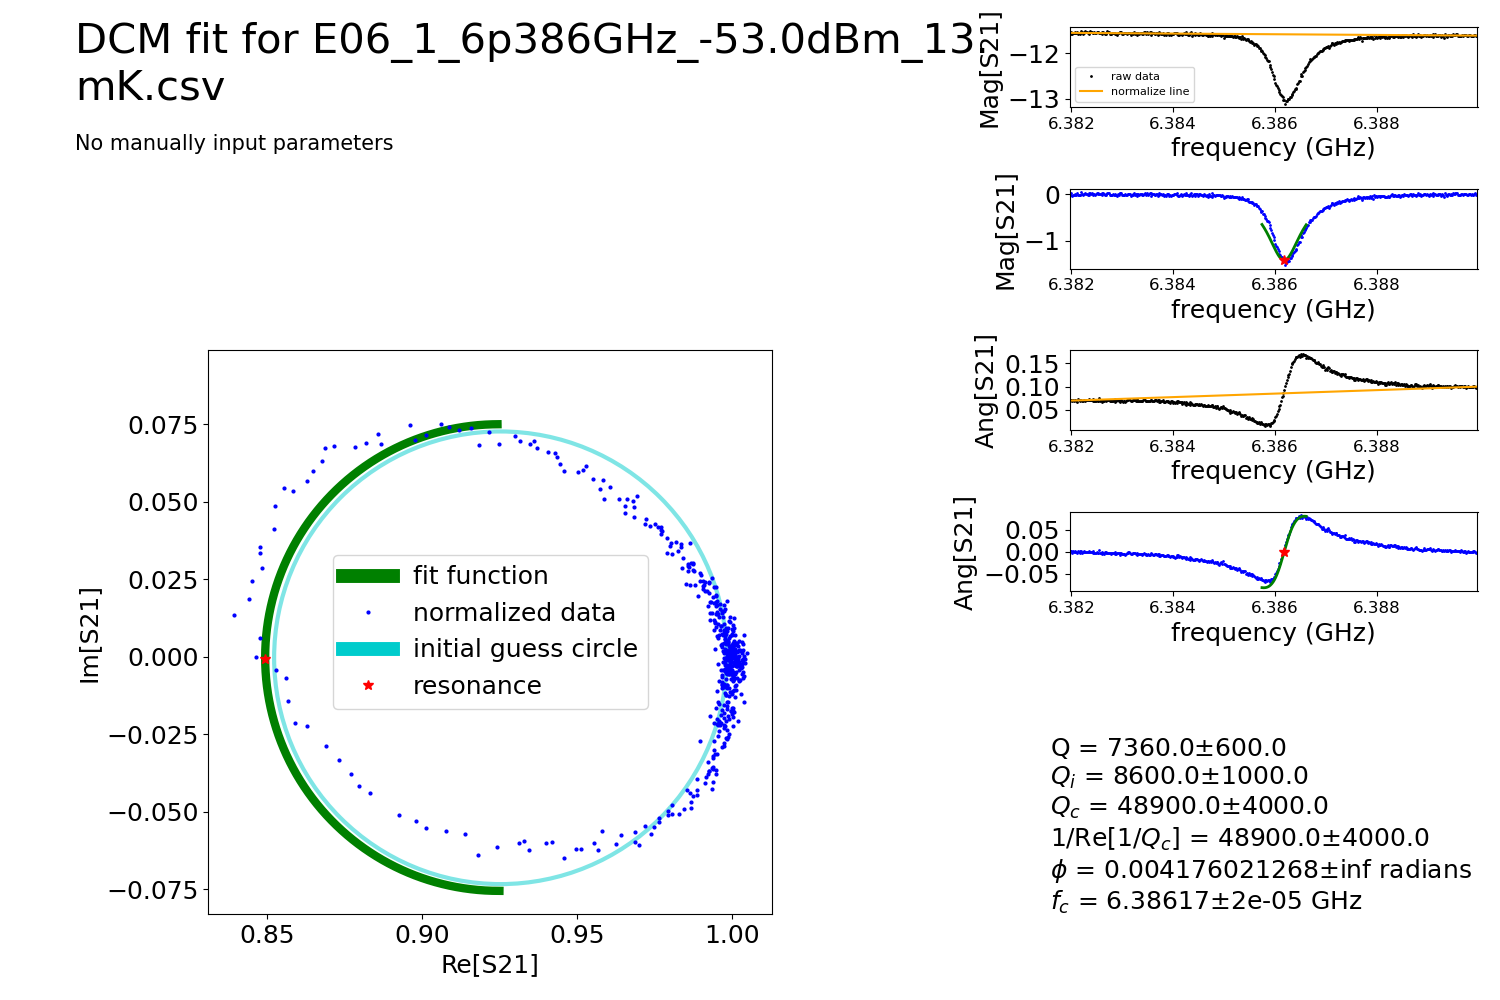 DCM fit for E06_1_6p386GHz_-53.0dBm_13
mK.csv
No manually input parameters
Mag[S21]
−12
−13
raw data
normalize line
6.382 6.384 6.386 6.388
frequency (GHz)
Mag[S21]
0
−1
6.382 6.384 6.386 6.388
frequency (GHz)
Ang[S21]
0.15
0.10
0.05
6.382 6.384 6.386 6.388
frequency (GHz)
Ang[S21]
0.05
0.00
−0.05
6.382 6.384 6.386 6.388
frequency (GHz)
Im[S21]
0.075
0.050
0.025
0.000
−0.025
−0.050
−0.075
fit function
normalized data
initial guess circle
resonance
0.85 0.90 0.95 1.00
Re[S21]
Q = 7360.0±600.0
Qi = 8600.0±1000.0
Qc = 48900.0±4000.0
1/Re[1/Qc] = 48900.0±4000.0
ϕ = 0.004176021268±inf radians
fc = 6.38617±2e-05 GHz